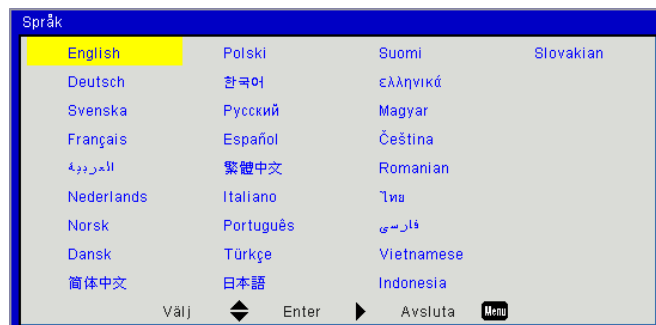 Språk
English Polski Suomi Slovakian
Deutsch 한국어 ελληνικά
Svenska Русский Magyar
Français Español Čeština
العربية 繁體中文 Romanian
Nederlands Italiano ไทย
Norsk Português فارسی
Dansk Türkçe Vietnamese
简体中文 日本語 Indonesia
Välj Enter Avsluta Menu